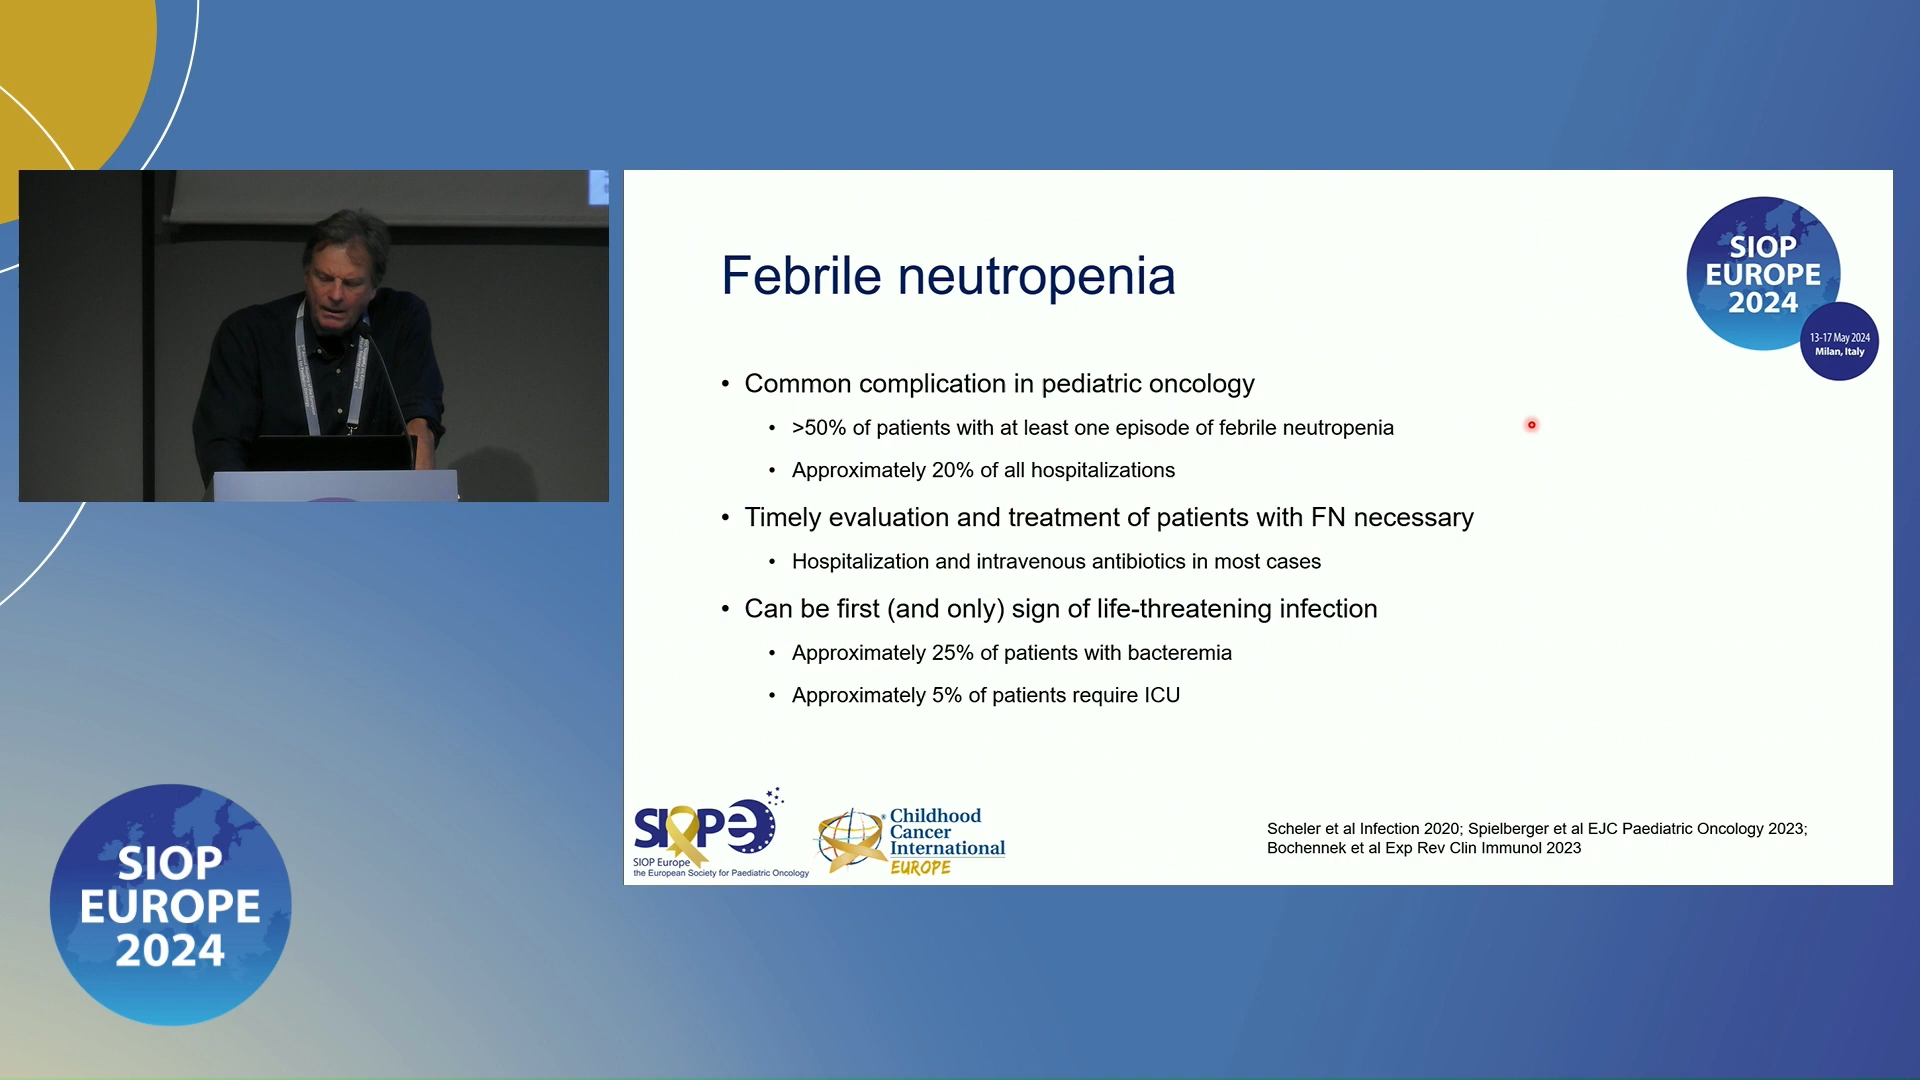 Febrile neutropenia
SIOP
EUROPE
2024
13-17 May 2024
Milan, Italy
• Common complication in pediatric oncology
• >50% of patients with at least one episode of febrile neutropenia
• Approximately 20% of all hospitalizations
• Timely evaluation and treatment of patients with FN necessary
• Hospitalization and intravenous antibiotics in most cases
• Can be first (and only) sign of life-threatening infection
• Approximately 25% of patients with bacteremia
• Approximately 5% of patients require ICU
SIOPe
SIOP Europe
the European Society for Paediatric Oncology
Childhood
Cancer
International
EUROPE
Scheler et al Infection 2020; Spielberger et al EJC Paediatric Oncology 2023;
Bochennek et al Exp Rev Clin Immunol 2023
SIOP
EUROPE
2024